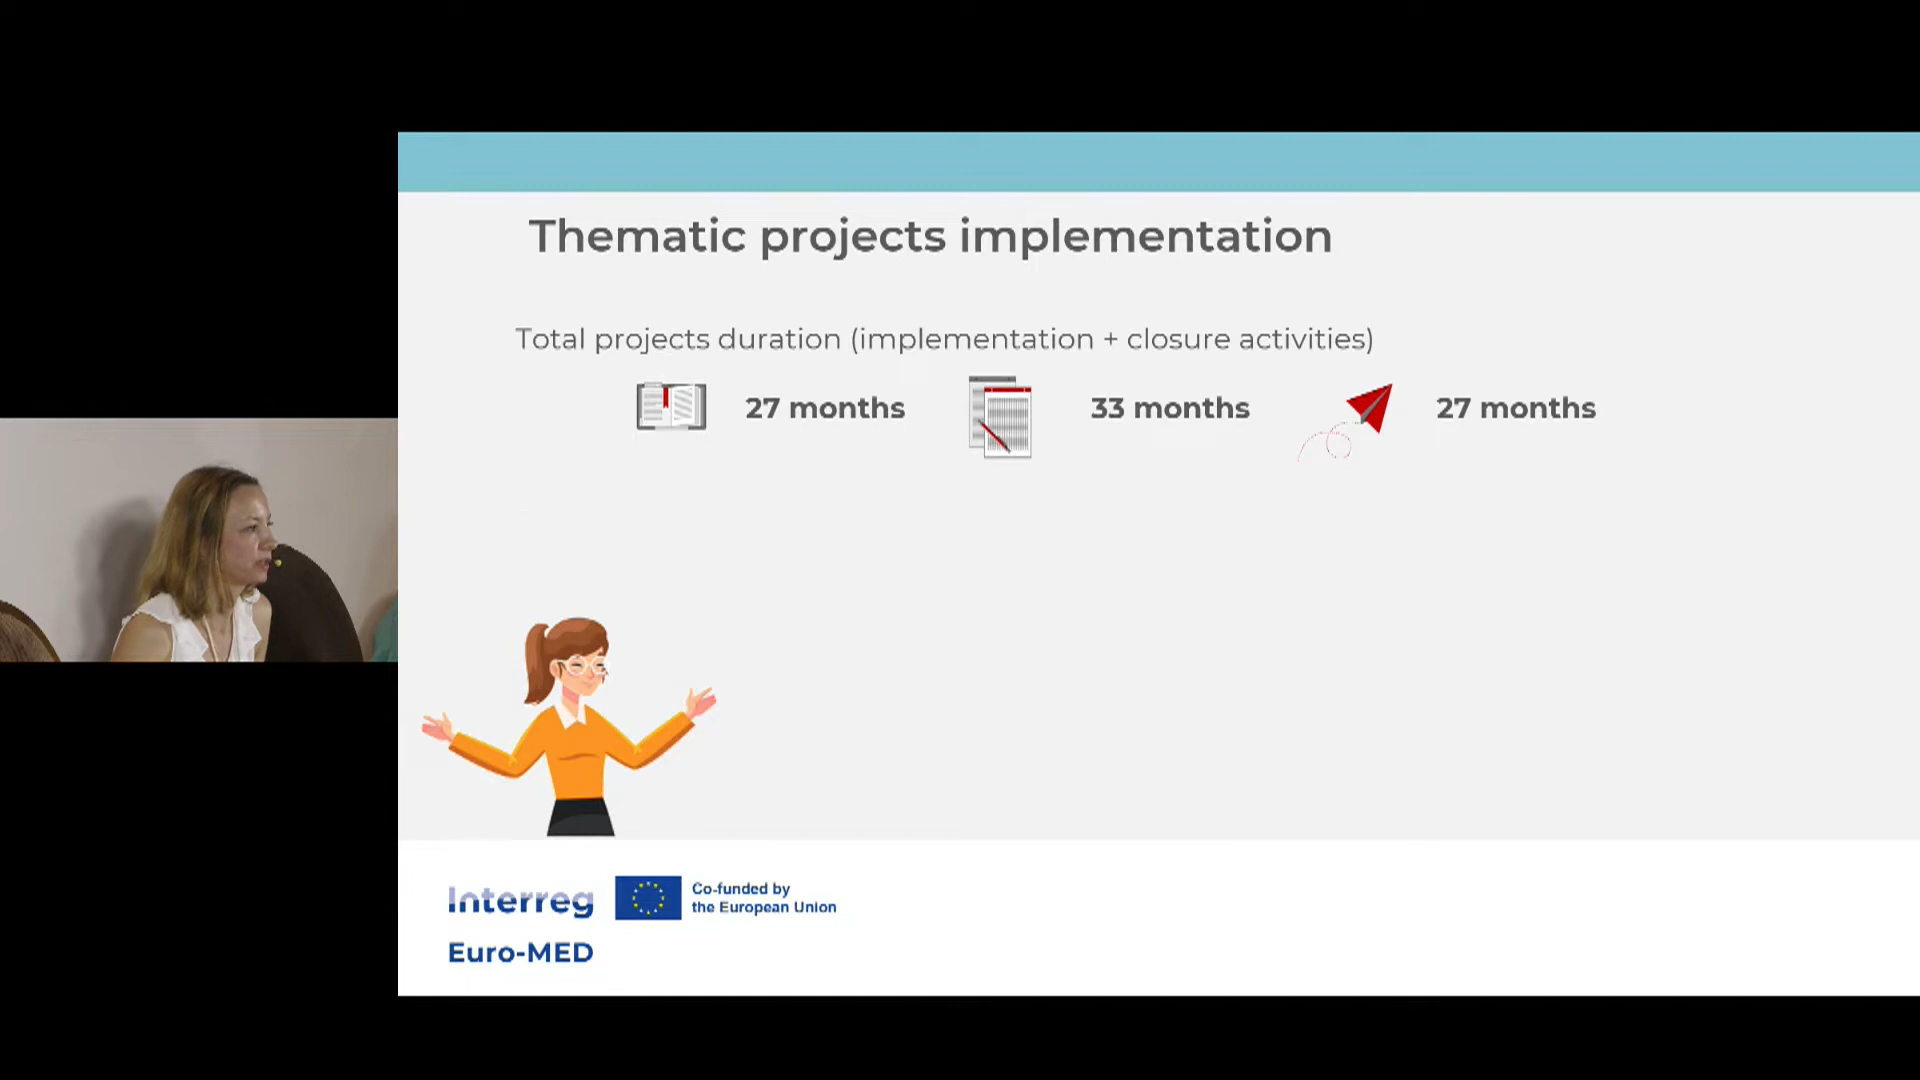 Thematic projects implementation
Total projects duration (implementation + closure activities)
27 months
33 months
27 months
Interreg
Co-funded by
the European Union
Euro-MED